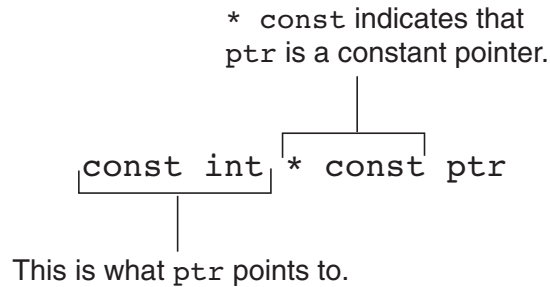 * const indicates that
ptr is a constant pointer.
const int * const ptr
This is what ptr points to.